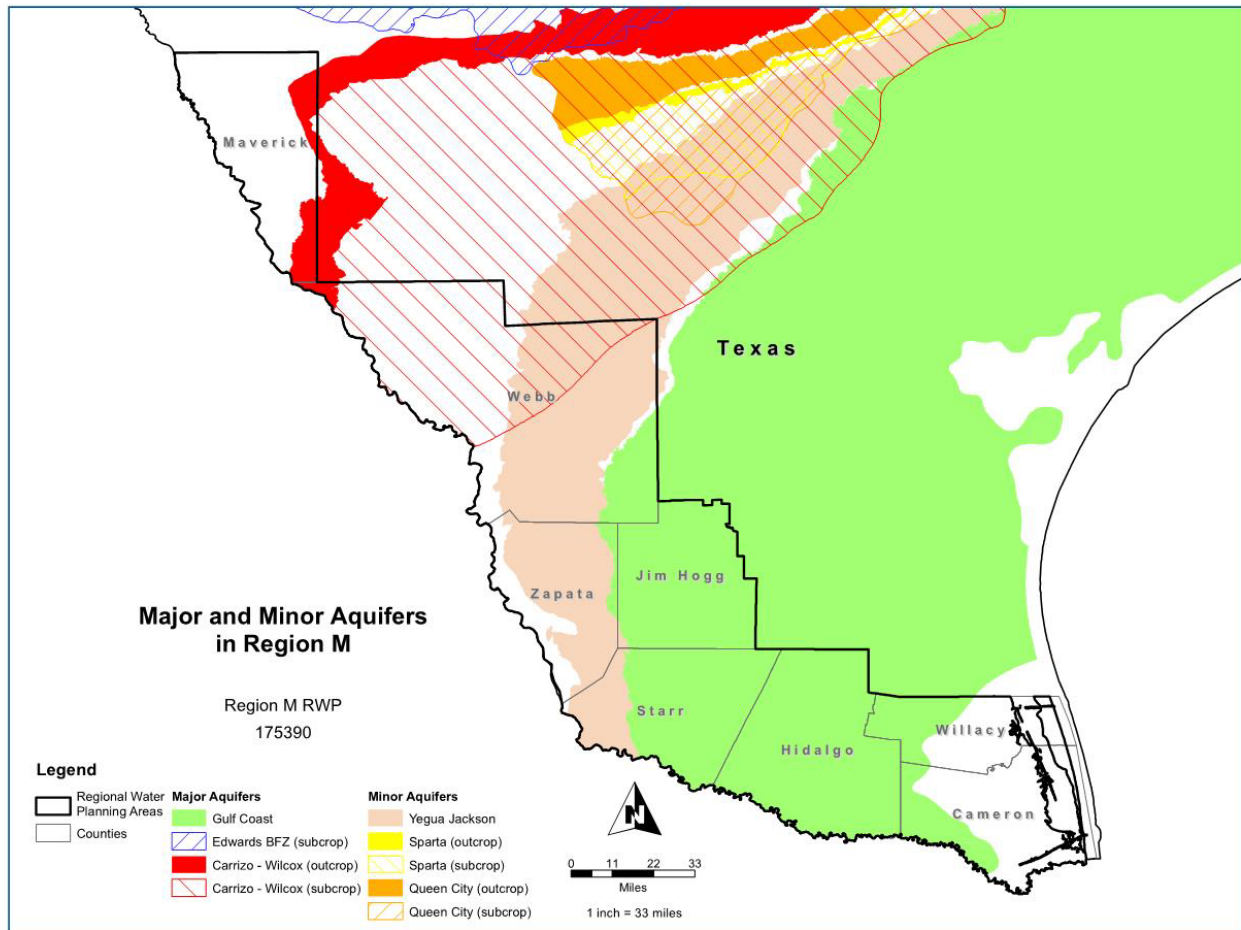 Maverick
Texas
Webb
Jim Hogg
Zapata
Major and Minor Aquifers
in Region M
Region M RWP
175390
Starr
Hidalgo
Willacy
Cameron
Legend
Regional Water
Planning Areas
Counties
Major Aquifers
Gulf Coast
Edwards BFZ (subcrop)
Carrizo - Wilcox (outcrop)
Carrizo - Wilcox (subcrop)
Minor Aquifers
Yegua Jackson
Sparta (outcrop)
Sparta (subcrop)
Queen City (outcrop)
Queen City (subcrop)
N
0 11 22 33
Miles
1 inch = 33 miles